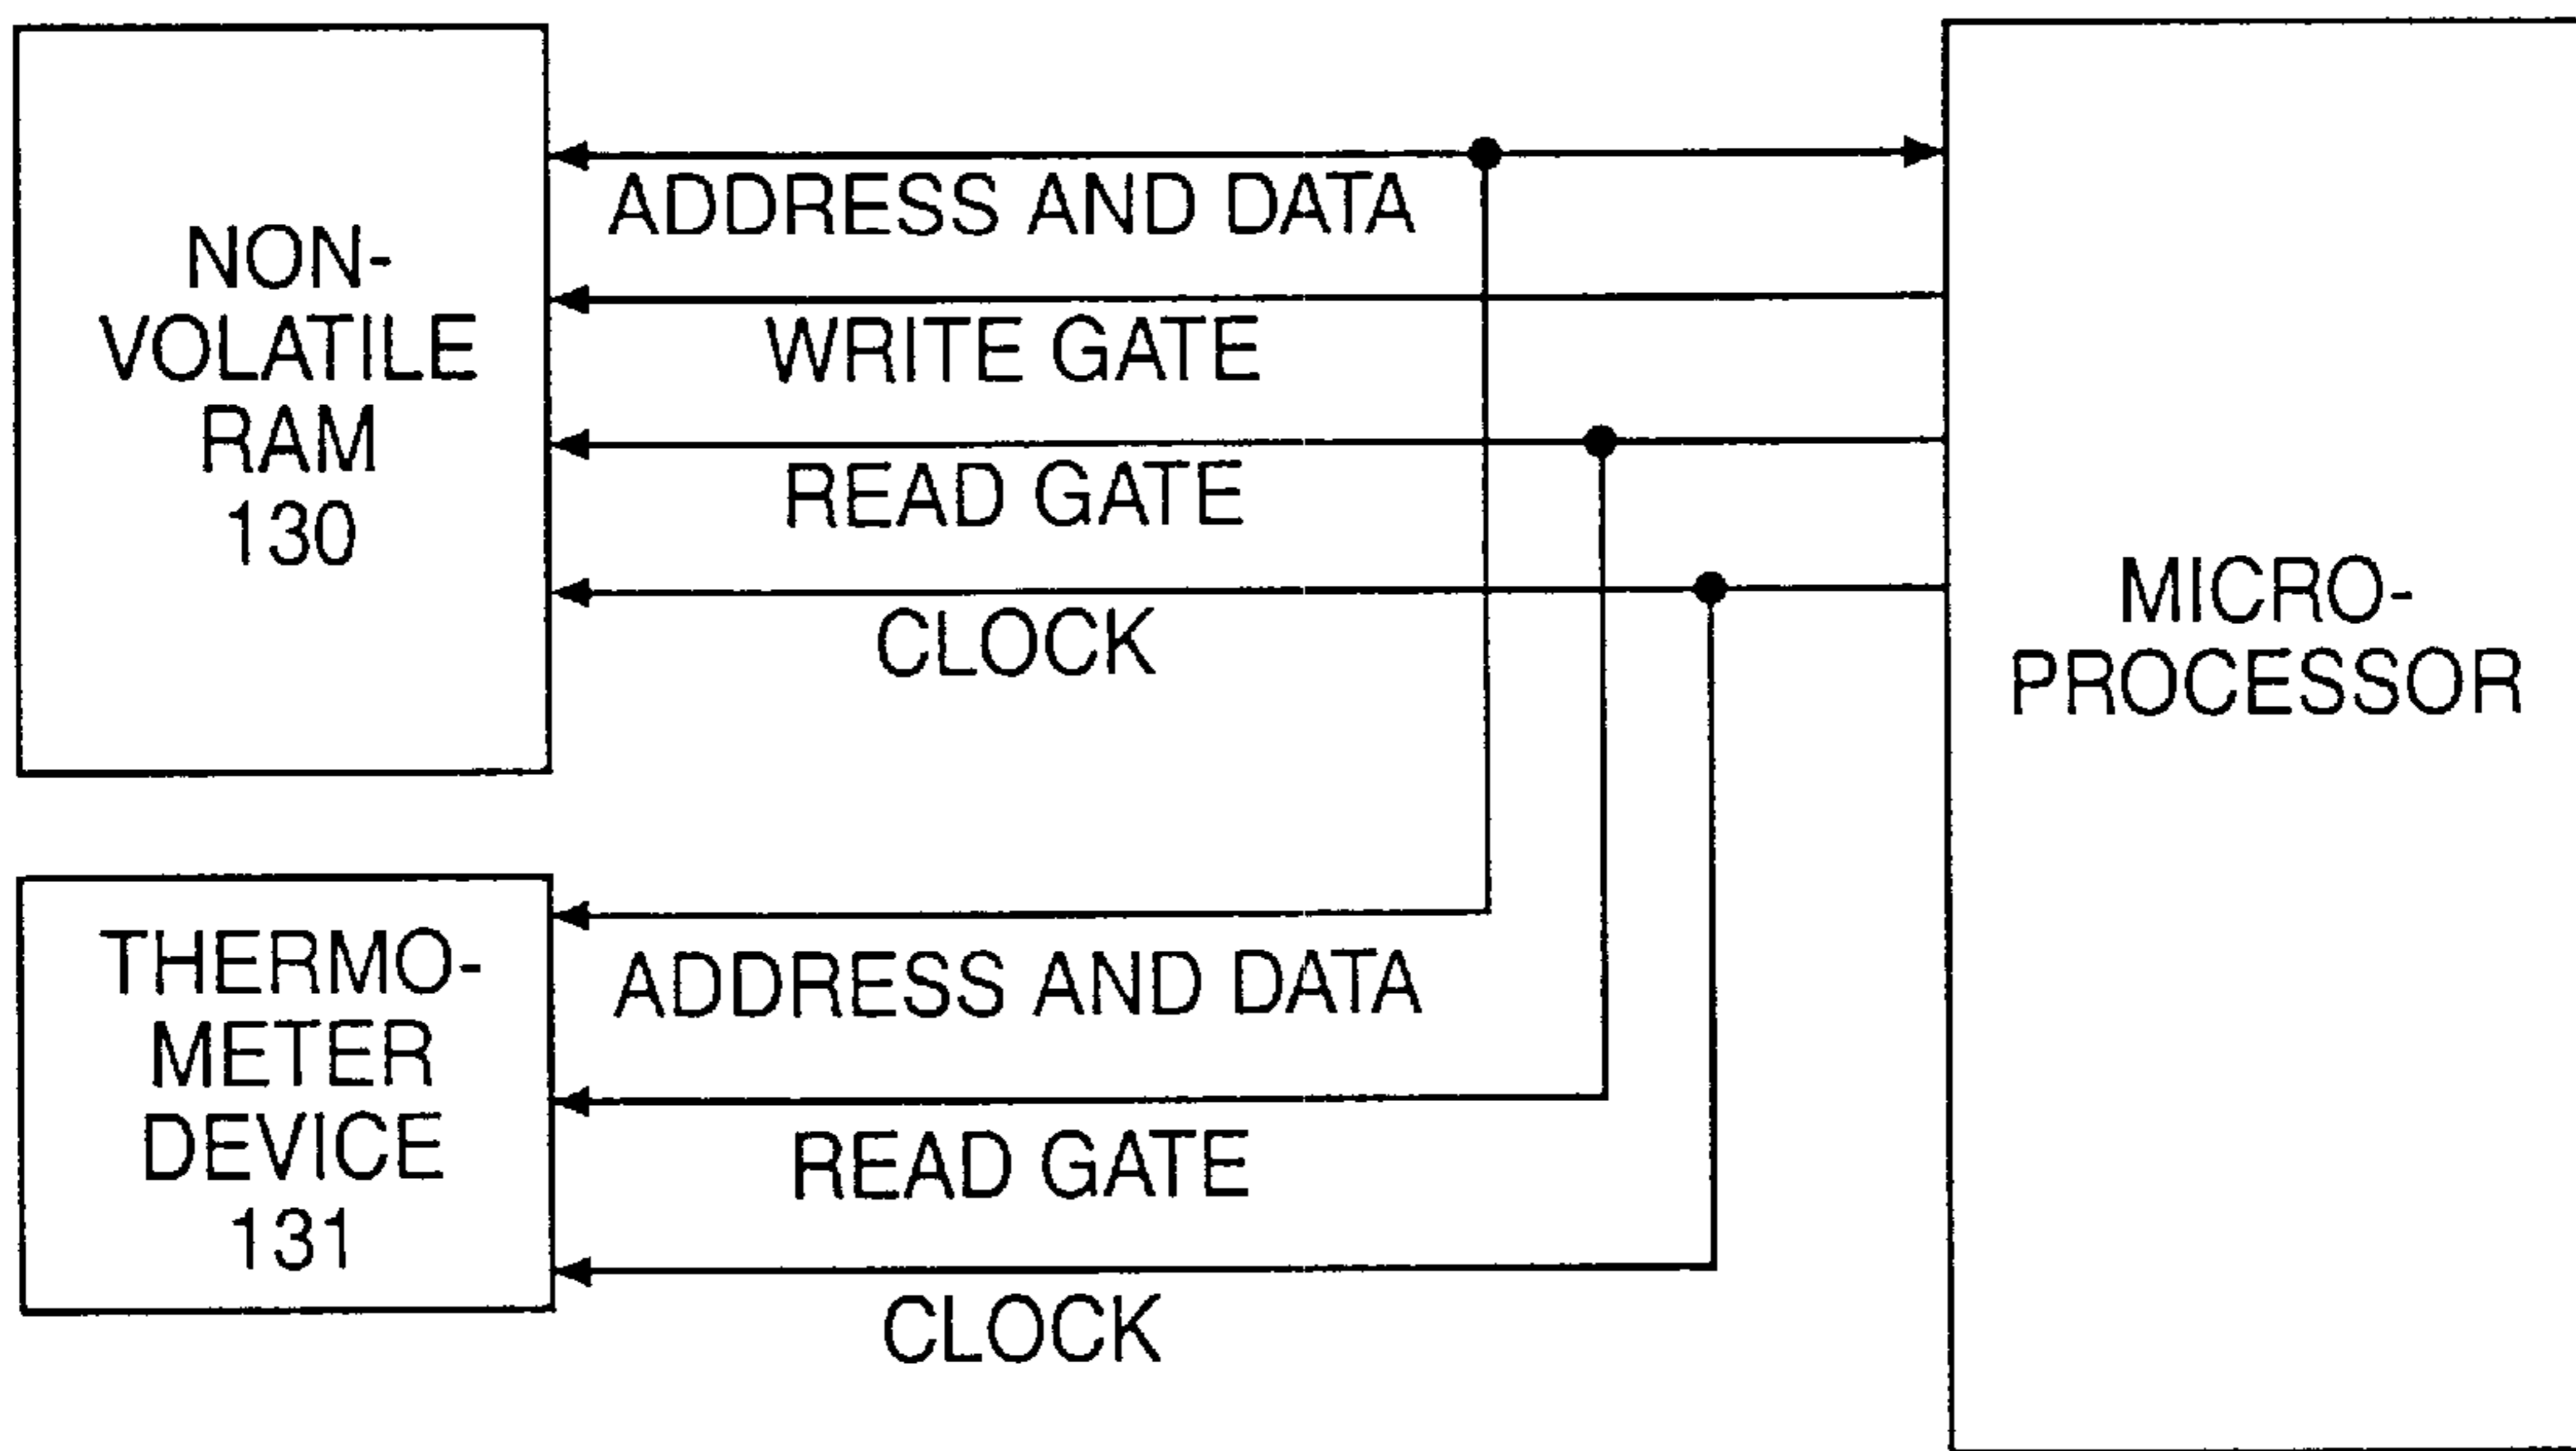 NON-
VOLATILE
RAM
130
ADDRESS AND DATA
WRITE GATE
READ GATE
CLOCK
MICRO-
PROCESSOR
THERMO-
METER
DEVICE
131
ADDRESS AND DATA
READ GATE
CLOCK